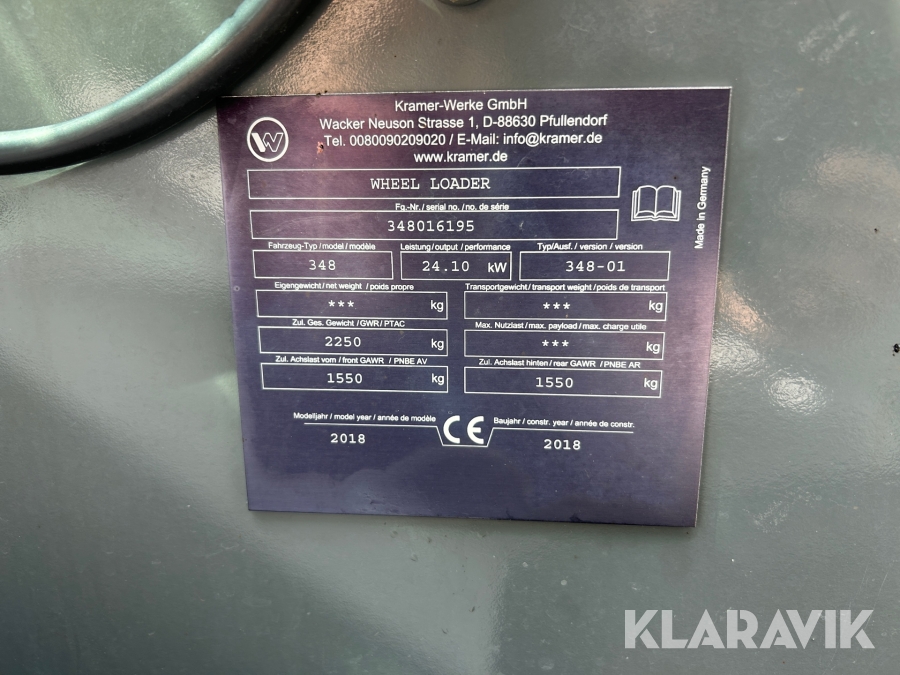 Kramer-Werke GmbH
Wacker Neuson Strasse 1, D-88630 Pfullendorf
Tel. 0080090209020 / E-Mail: info@kramer.de
www.kramer.de
WHEEL LOADER
Fg.-Nr./ serial no. / no. de série
348016195
Made in Germany
Fahrzeug-Typ / model / modèle Leistung / output / performance Typ/Ausf. / version / version
348 24.10 kW 348-01
Eigengewicht / net weight / poids propre Transportgewicht / transport weight / poids de transport
*** kg *** kg
Zul. Ges. Gewicht / GWR / PTAC Max. Nutzlast / max. payload / max. charge utile
2250 kg *** kg
Zul. Achslast vorn / front GAWR / PNBE AV Zul. Achslast hinten / rear GAWR / PNBE AR
1550 kg 1550 kg
Modelljahr / model year / année de modèle CE Baujahr / constr. year / année de constr.
2018 2018
KLARAVIK